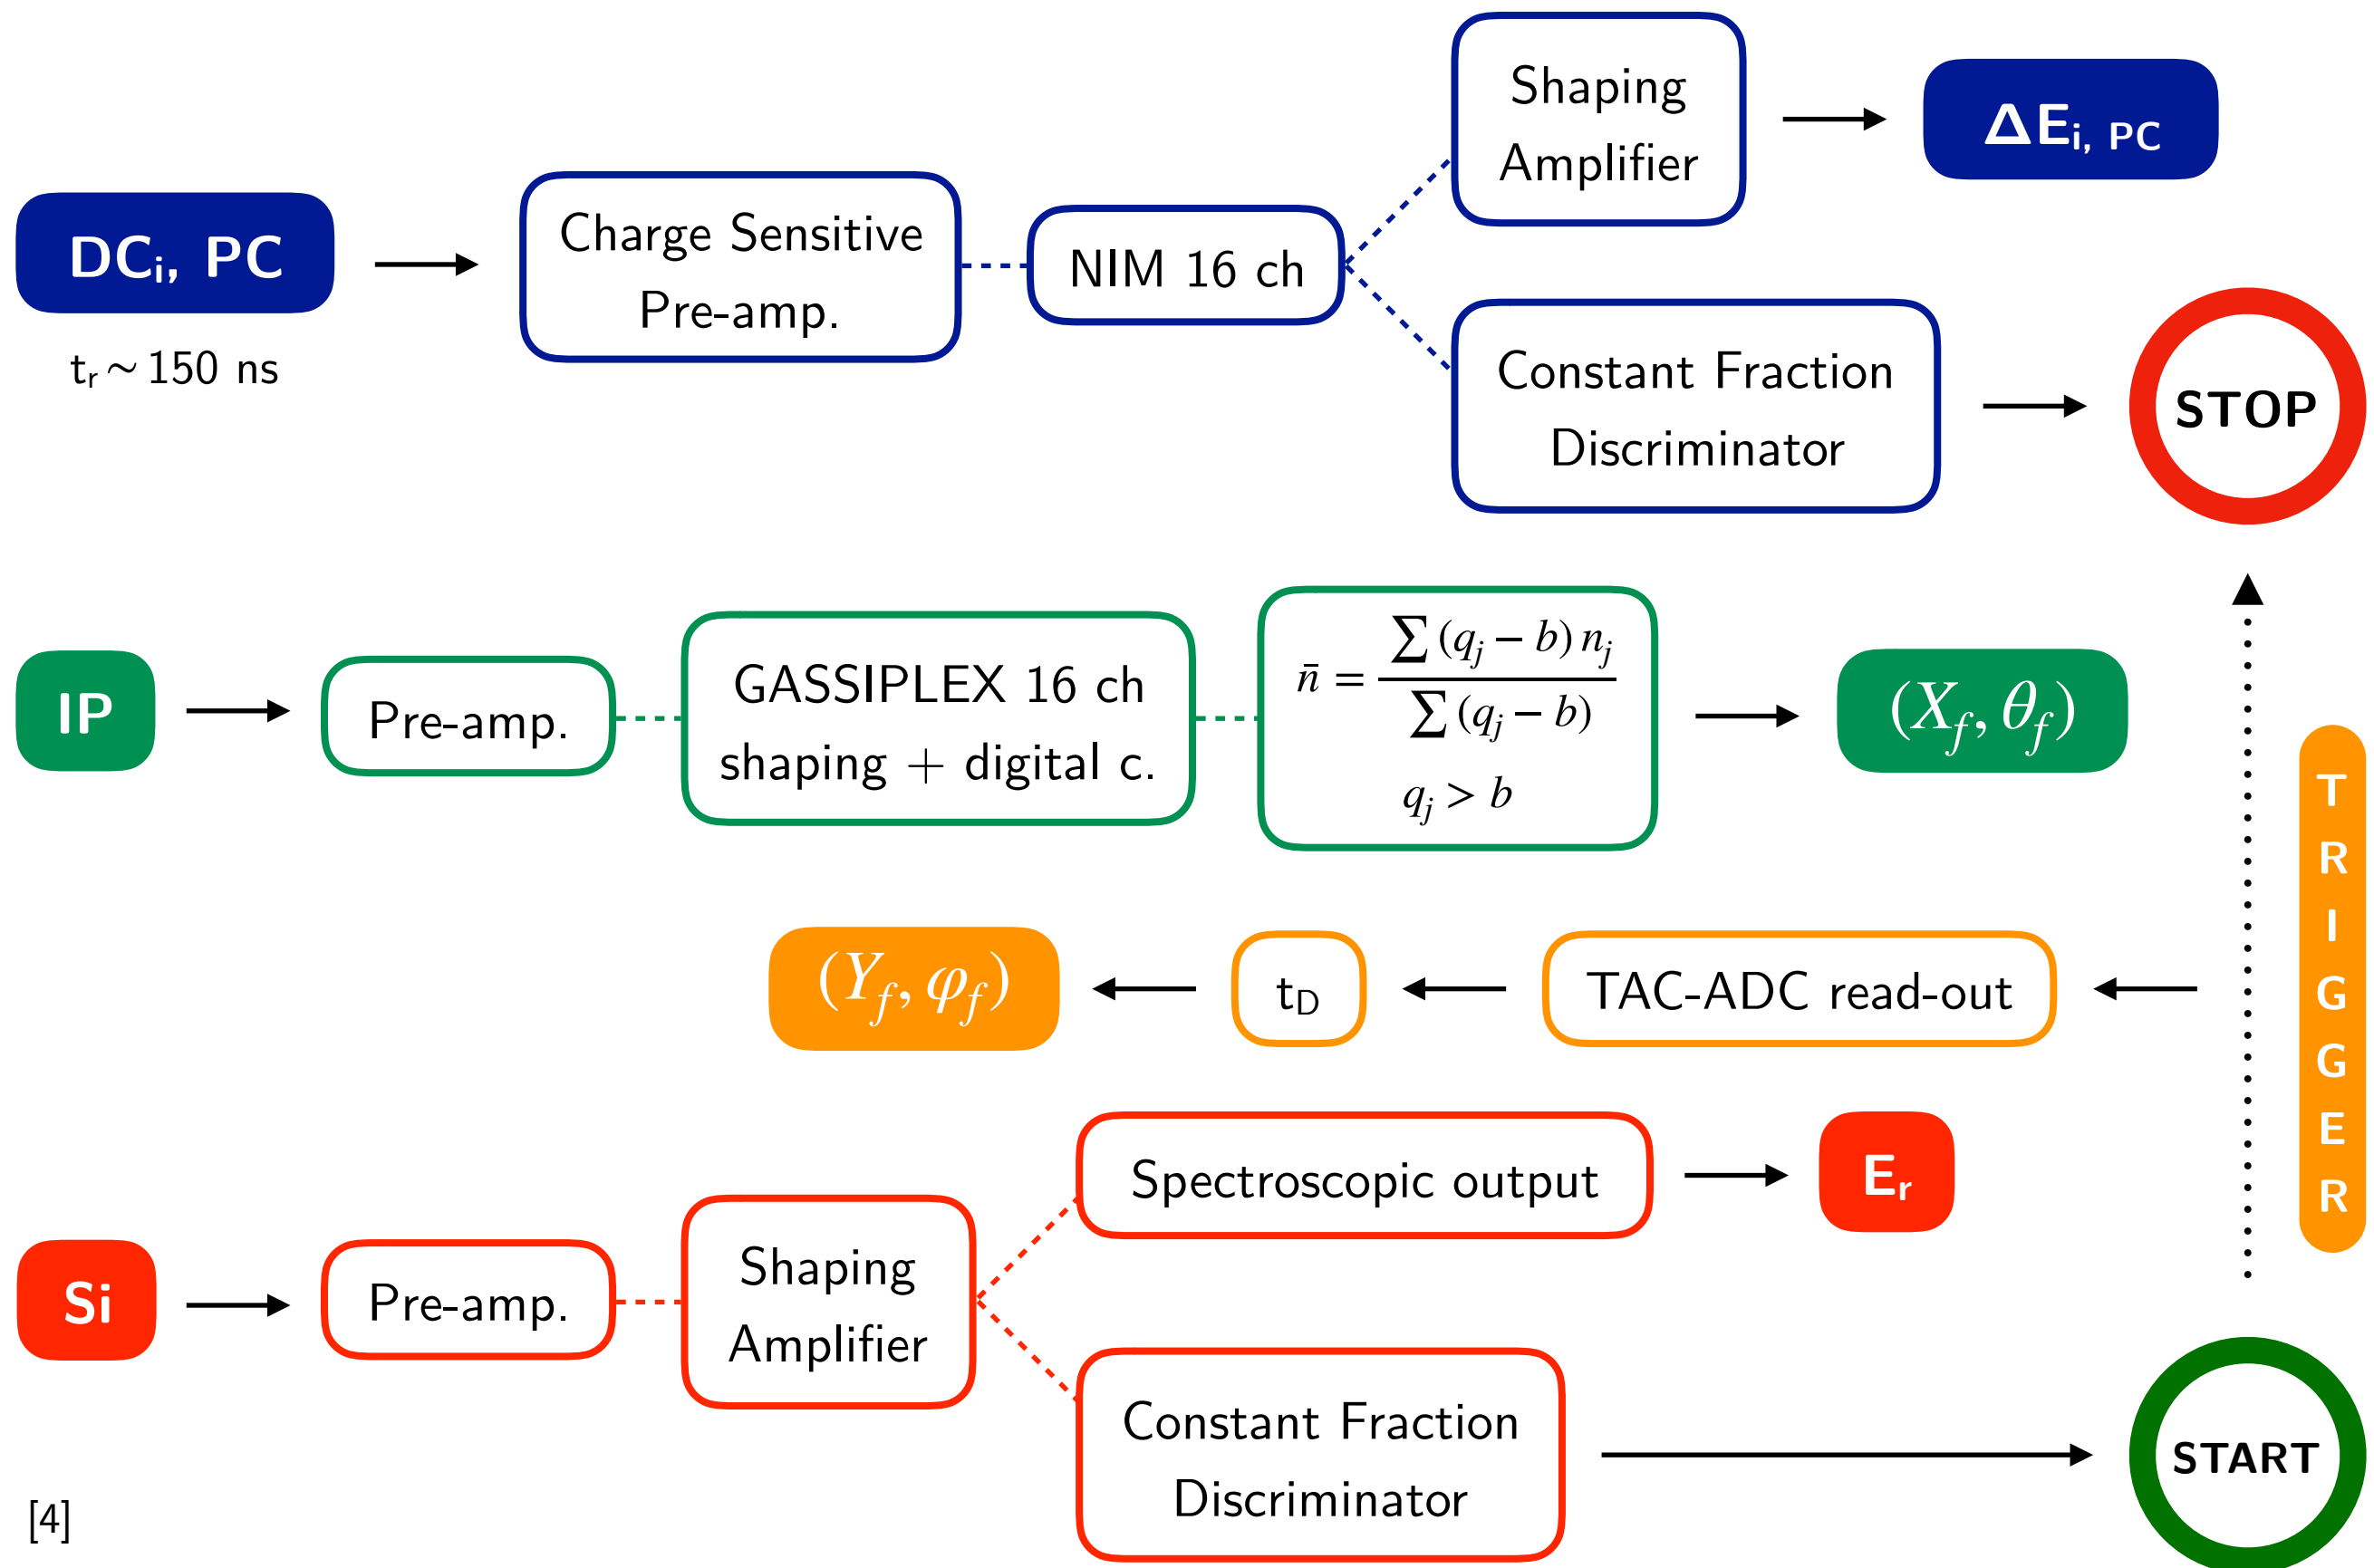 DCi, PC
tr ~ 150 ns
Charge Sensitive
Pre-amp.
NIM 16 ch
Shaping
Amplifier
ΔEi, PC
Constant Fraction
Discriminator
STOP
IP
Pre-amp.
GASSIPLEX 16 ch
shaping + digital c.
n̄ = ∑ (qj − b) nj / ∑ (qj − b)
qj > b
(Xf, θf)
(Yf, φf)
tD
TAC-ADC read-out
TRIGGER
Si
Pre-amp.
Shaping
Amplifier
Spectroscopic output
Er
Constant Fraction
Discriminator
START
[4]